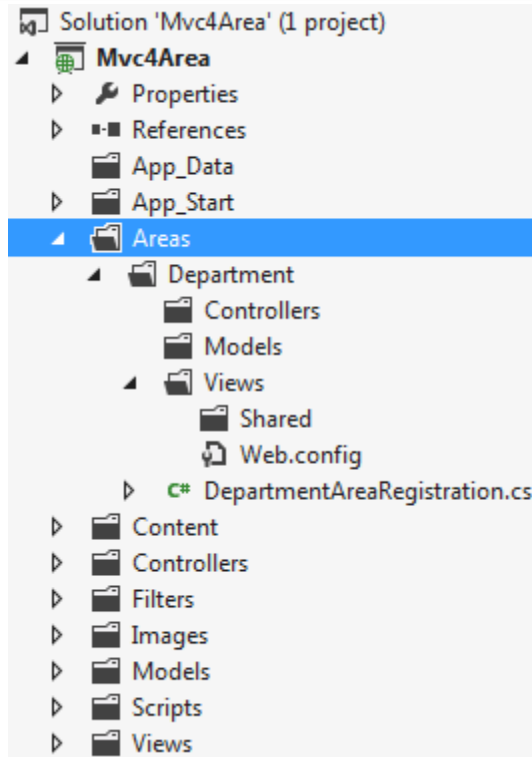 Solution 'Mvc4Area' (1 project)
Mvc4Area
Properties
References
App_Data
App_Start
Areas
Department
Controllers
Models
Views
Shared
Web.config
C# DepartmentAreaRegistration.cs
Content
Controllers
Filters
Images
Models
Scripts
Views